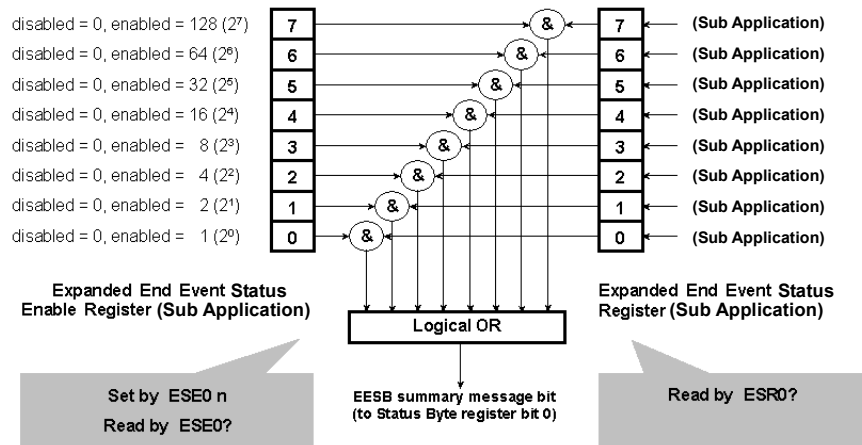 disabled = 0, enabled = 128 (2⁷) 7 & 7 (Sub Application)
disabled = 0, enabled = 64 (2⁶) 6 & 6 (Sub Application)
disabled = 0, enabled = 32 (2⁵) 5 & 5 (Sub Application)
disabled = 0, enabled = 16 (2⁴) 4 & 4 (Sub Application)
disabled = 0, enabled = 8 (2³) 3 & 3 (Sub Application)
disabled = 0, enabled = 4 (2²) 2 & 2 (Sub Application)
disabled = 0, enabled = 2 (2¹) 1 & 1 (Sub Application)
disabled = 0, enabled = 1 (2⁰) 0 & 0 (Sub Application)
Expanded End Event Status
Enable Register (Sub Application)
Expanded End Event Status
Register (Sub Application)
Logical OR
Set by ESE0 n
Read by ESE0?
EESB summary message bit
(to Status Byte register bit 0)
Read by ESR0?